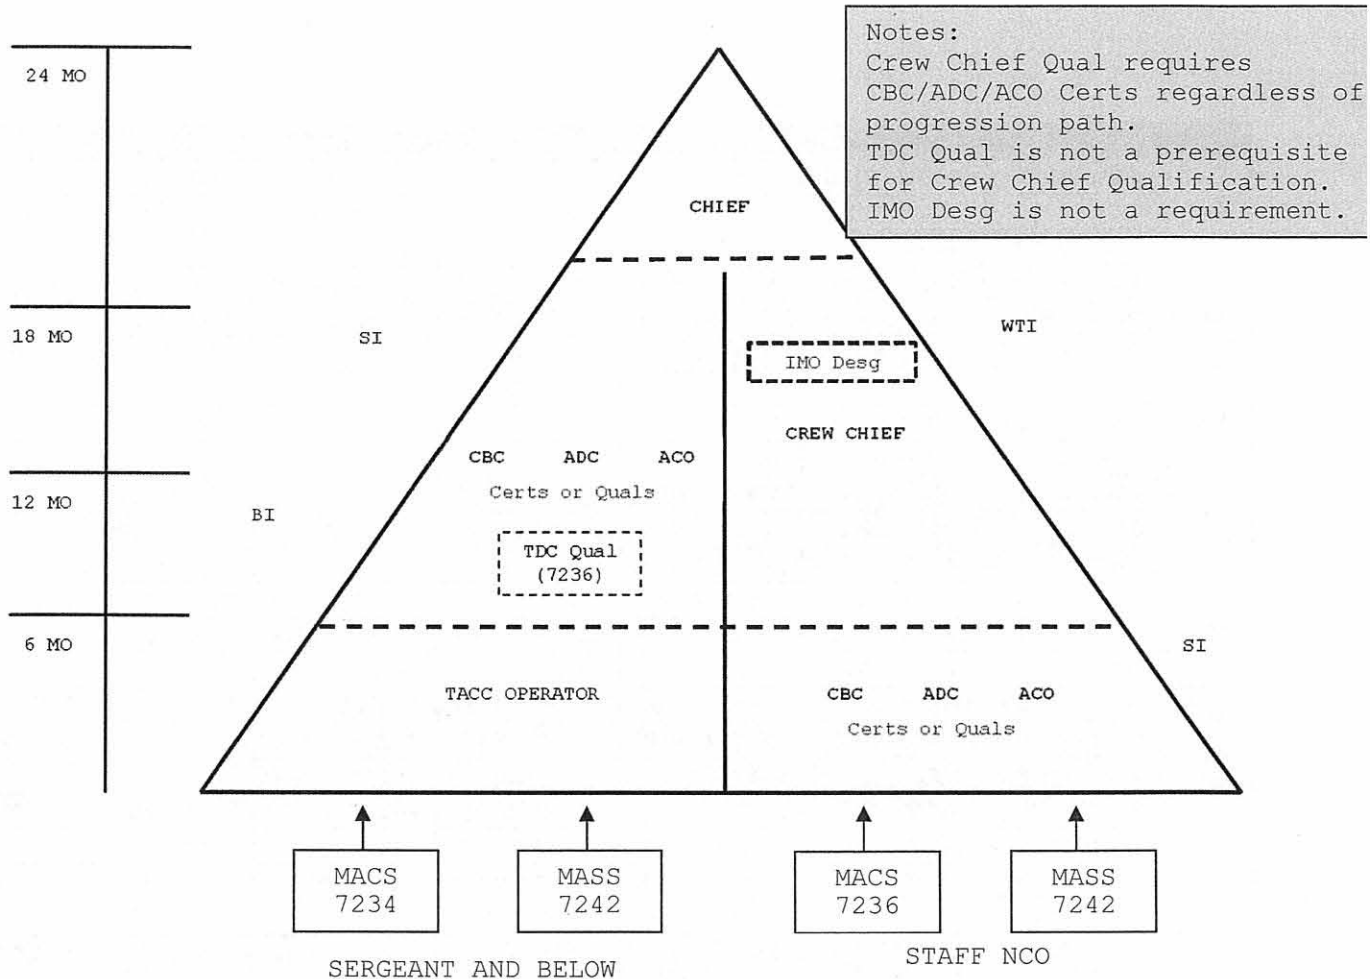 Notes:
Crew Chief Qual requires
CBC/ADC/ACO Certs regardless of
progression path.
TDC Qual is not a prerequisite
for Crew Chief Qualification.
IMO Desg is not a requirement.
24 MO
CHIEF
18 MO
SI
WTI
IMO Desg
CREW CHIEF
CBC ADC ACO
Certs or Quals
12 MO
BI
TDC Qual
(7236)
6 MO
SI
TACC OPERATOR
CBC ADC ACO
Certs or Quals
MACS
7234
MASS
7242
MACS
7236
MASS
7242
SERGEANT AND BELOW
STAFF NCO